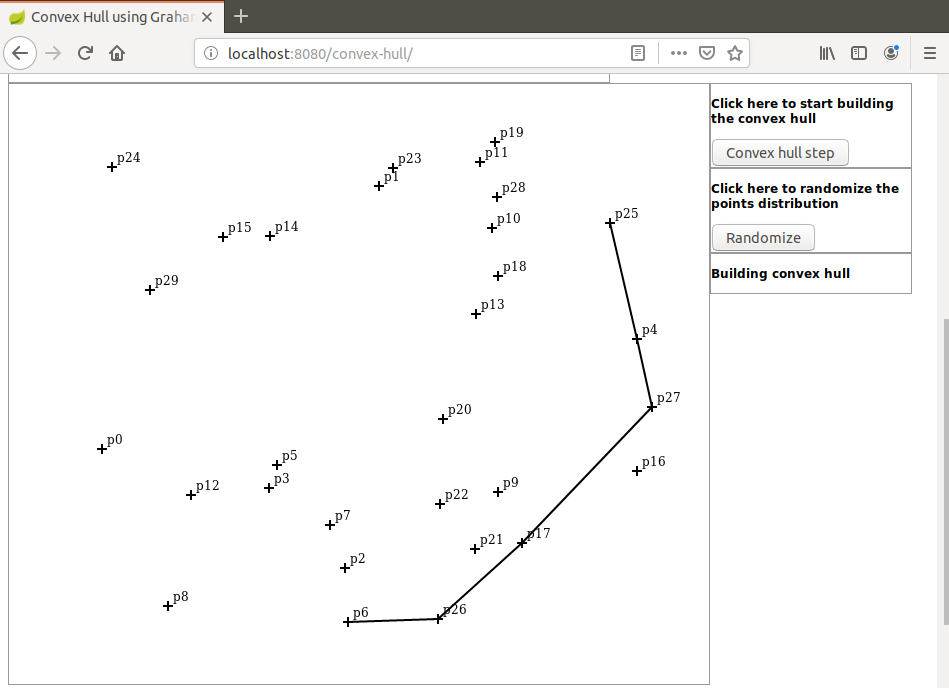 Convex Hull using Graha
localhost:8080/convex-hull/
p19
p24
p23
p11
p1
p28
p25
p15
p14
p10
p18
p29
p13
p4
p27
p20
p0
p5
p16
p3
p12
p22
p9
p7
p21
p17
p2
p8
p6
p26
Click here to start building
the convex hull
Convex hull step
Click here to randomize the
points distribution
Randomize
Building convex hull